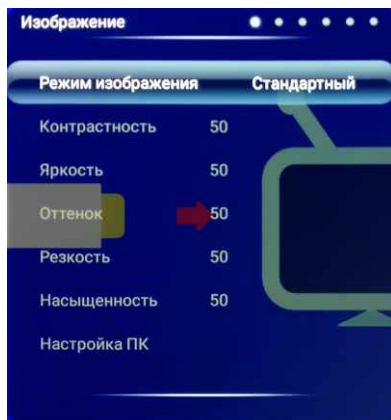 Изображение
Режим изображения Стандартный
Контрастность 50
Яркость 50
Оттенок 50
Резкость 50
Насыщенность 50
Настройка ПК